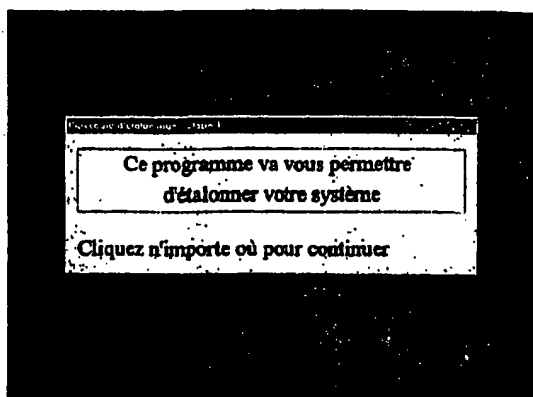 Ce programme va vous permettre
d'étalonner votre système
Cliquez n'importe où pour continuer